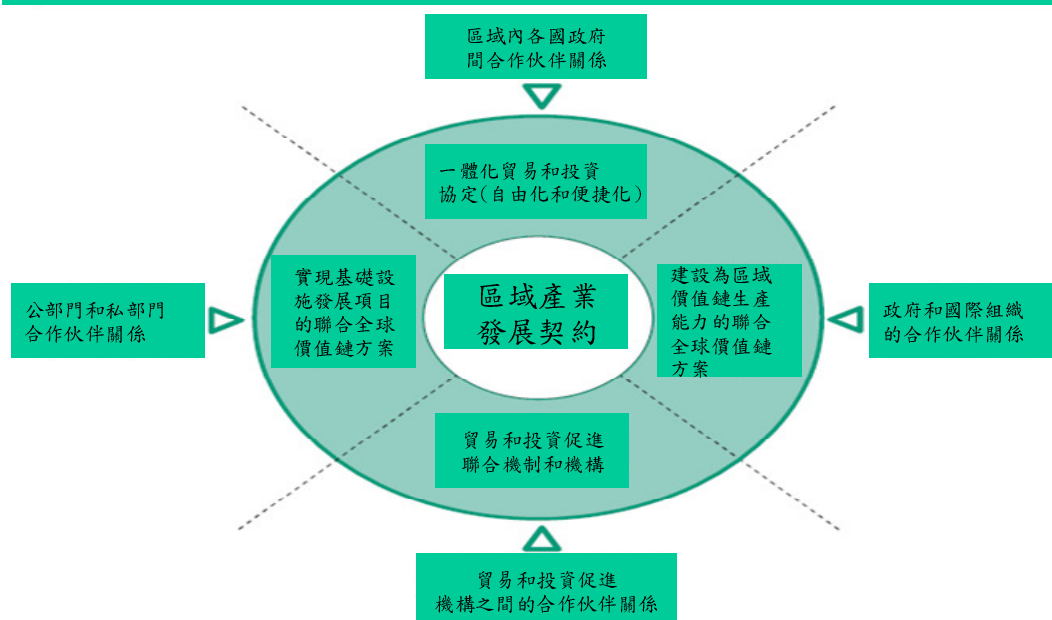 區域內各國政府
間合作伙伴關係
一體化貿易和投資
協定(自由化和便捷化)
公部門和私部門
合作伙伴關係
實現基礎設
施發展項目
的聯合全球
價值鏈方案
區域產業
發展契約
建設為區域
價值鏈生產
能力的聯合
全球價值鏈
方案
政府和國際組織
的合作伙伴關係
貿易和投資促進
聯合機制和機構
貿易和投資促進
機構之間的合作伙伴關係